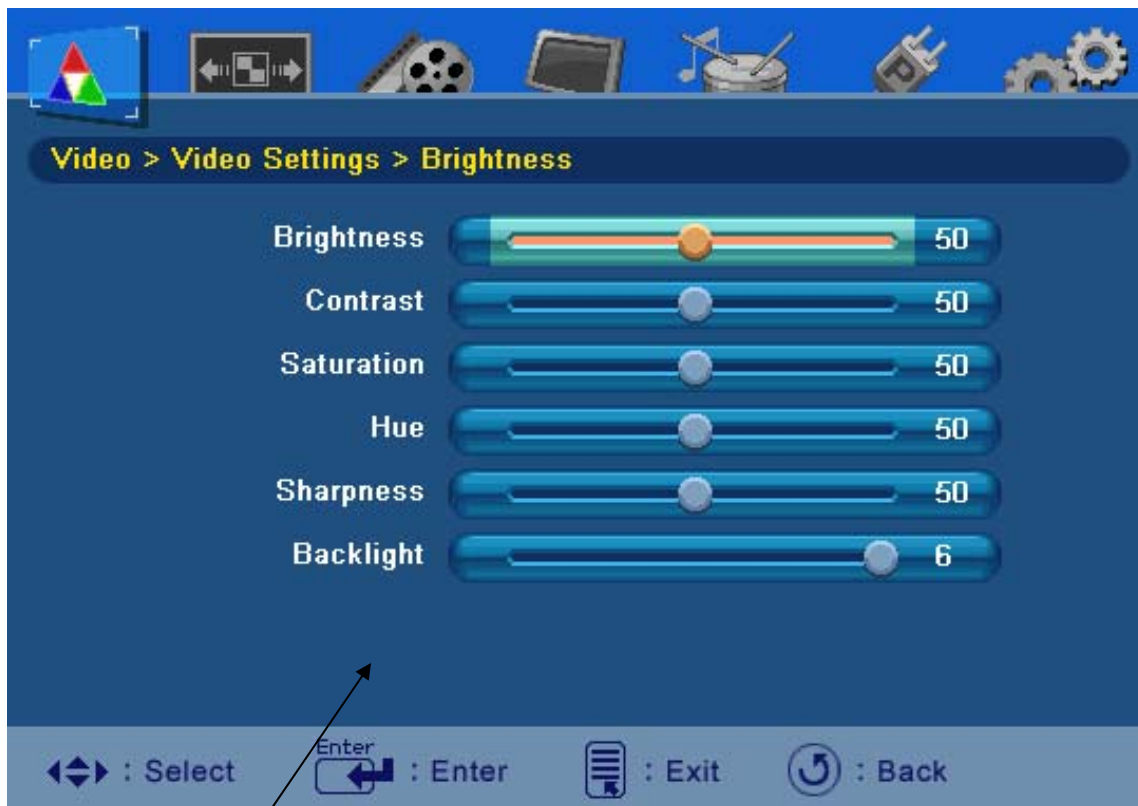 Video > Video Settings > Brightness
Brightness 50
Contrast 50
Saturation 50
Hue 50
Sharpness 50
Backlight 6
: Select Enter : Enter : Exit : Back